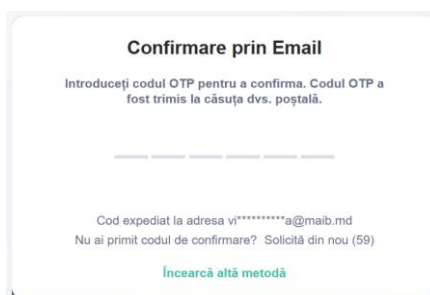 Confirmare prin Email
Introduceți codul OTP pentru a confirma. Codul OTP a
fost trimis la căsuța dvs. poștală.
Cod expediat la adresa vi**********a@maib.md
Nu ai primit codul de confirmare? Solicită din nou (59)
Încearcă altă metodă